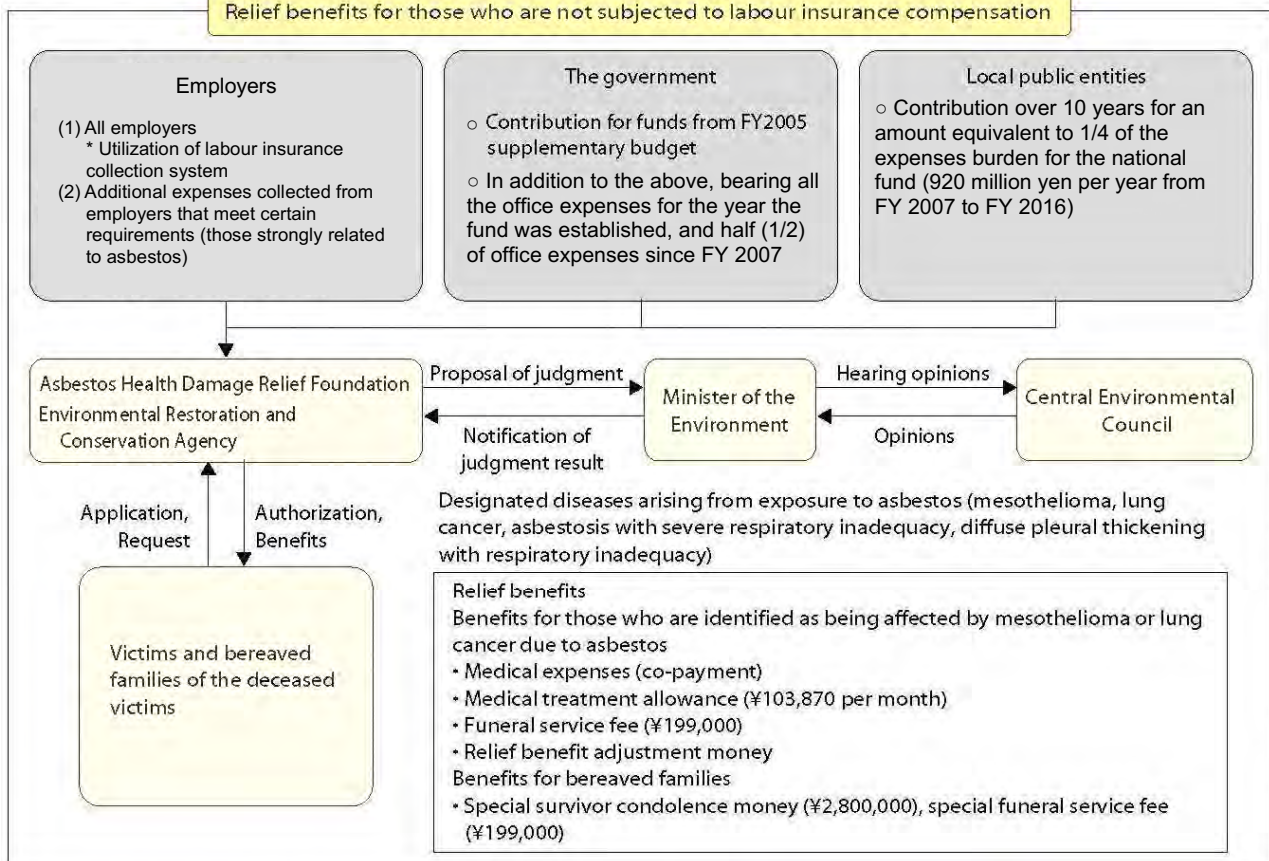 Relief benefits for those who are not subjected to labour insurance compensation
Employers
(1) All employers
* Utilization of labour insurance
collection system
(2) Additional expenses collected from
employers that meet certain
requirements (those strongly related
to asbestos)
The government
○ Contribution for funds from FY2005
supplementary budget
○ In addition to the above, bearing all
the office expenses for the year the
fund was established, and half (1/2)
of office expenses since FY 2007
Local public entities
○ Contribution over 10 years for an
amount equivalent to 1/4 of the
expenses burden for the national
fund (920 million yen per year from
FY 2007 to FY 2016)
Asbestos Health Damage Relief Foundation
Environmental Restoration and
Conservation Agency
Proposal of judgment
Notification of
judgment result
Minister of the
Environment
Hearing opinions
Opinions
Central Environmental
Council
Application,
Request
Authorization,
Benefits
Victims and bereaved
families of the deceased
victims
Designated diseases arising from exposure to asbestos (mesothelioma, lung
cancer, asbestosis with severe respiratory inadequacy, diffuse pleural thickening
with respiratory inadequacy)
Relief benefits
Benefits for those who are identified as being affected by mesothelioma or lung
cancer due to asbestos
・Medical expenses (co-payment)
・Medical treatment allowance (¥103,870 per month)
・Funeral service fee (¥199,000)
・Relief benefit adjustment money
Benefits for bereaved families
・Special survivor condolence money (¥2,800,000), special funeral service fee
(¥199,000)